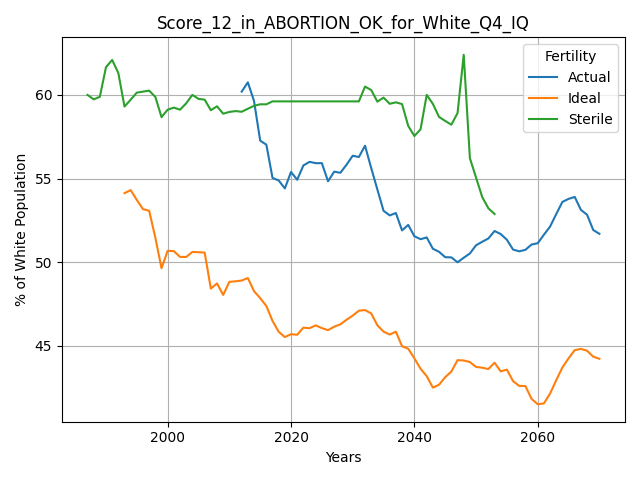 Score_12_in_ABORTION_OK_for_White_Q4_IQ
Fertility
Actual
Ideal
Sterile
% of White Population
60
55
50
45
2000
2020
2040
2060
Years